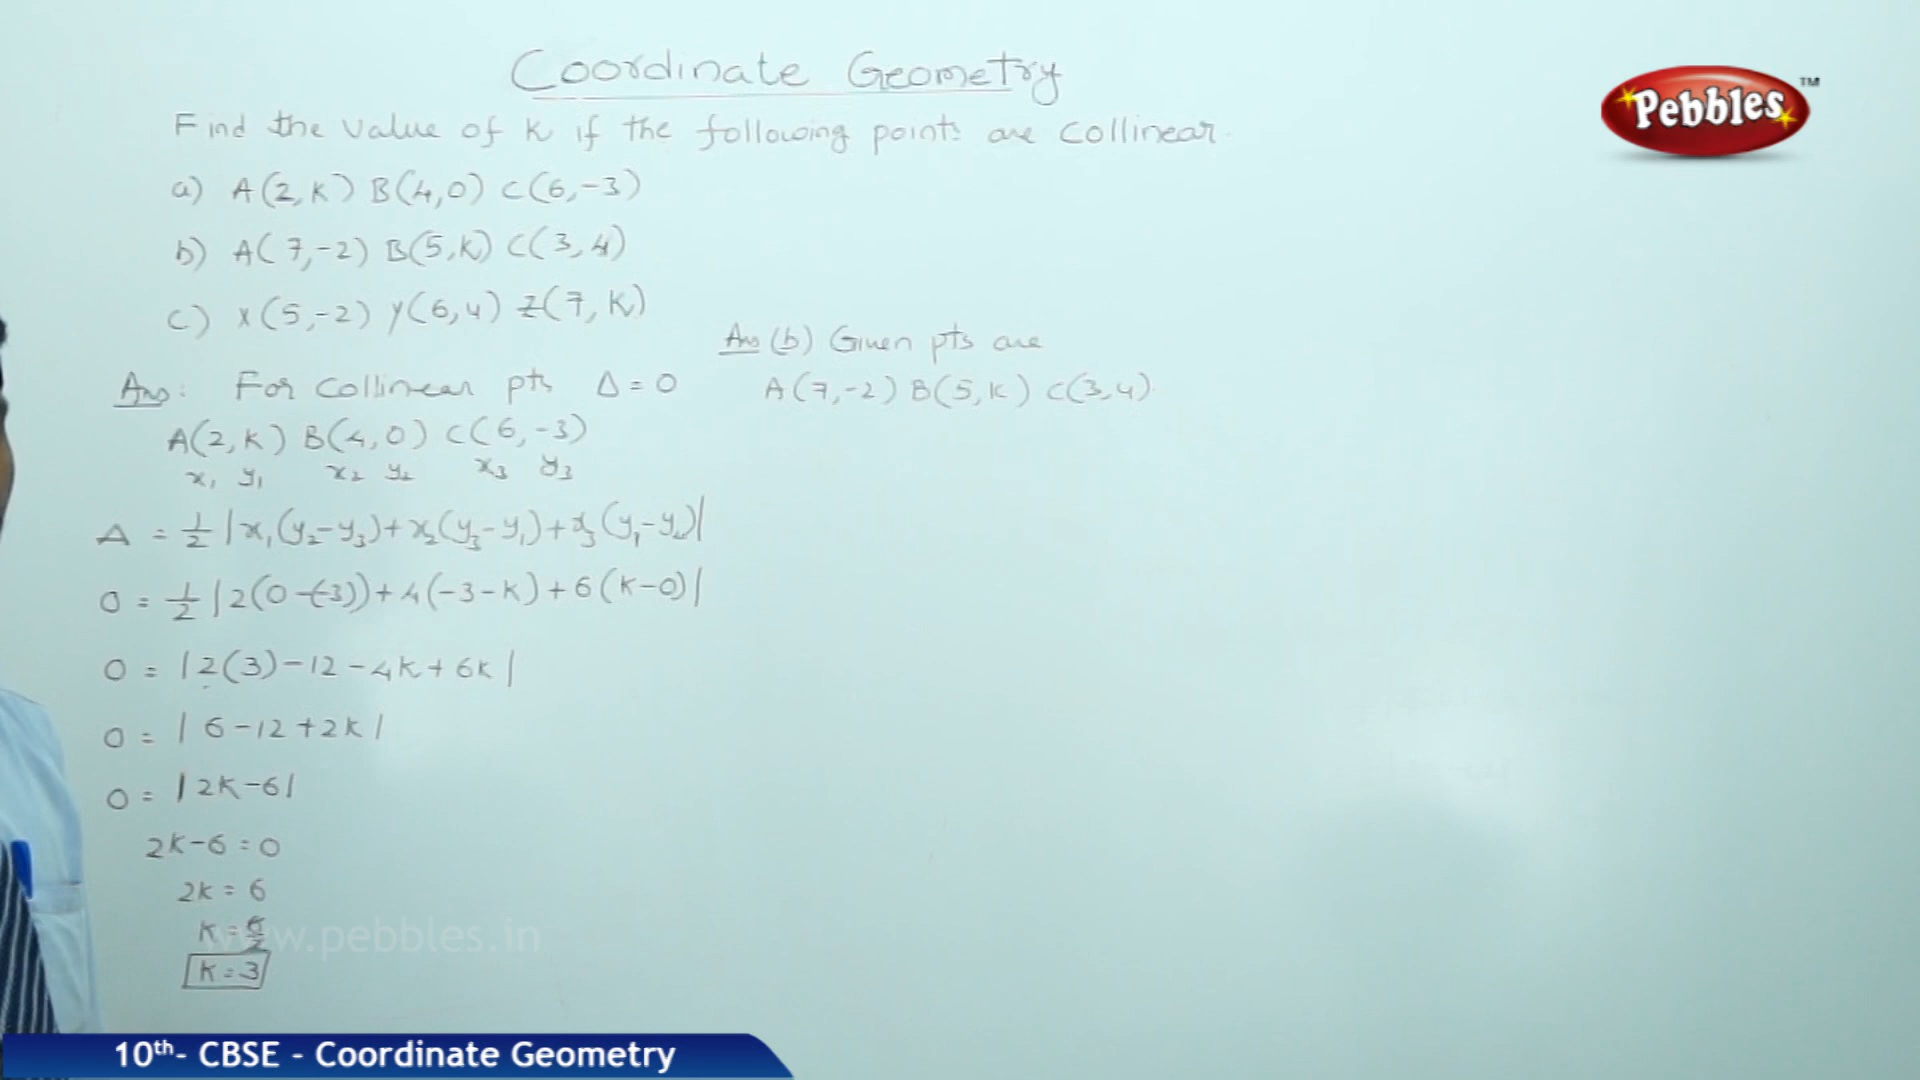 Coordinate Geometry
Pebbles™
Find the value of K if the following points are collinear.
a) A(2,K) B(4,0) C(6,-3)
b) A(7,-2) B(5,K) C(3,4)
c) X(5,-2) Y(6,4) Z(7,K)
Ans: For collinear pts Δ=0
A(2,K) B(4,0) C(6,-3)
x₁ y₁ x₂ y₂ x₃ y₃
Δ = 1/2 |x₁(y₂-y₃)+x₂(y₃-y₁)+x₃(y₁-y₂)|
0 = 1/2 |2(0-(-3))+4(-3-K)+6(K-0)|
0 = |2(3)-12-4K+6K|
0 = |6-12+2K|
0 = |2K-6|
2K-6=0
2K=6
K=6/2
K=3
Ans (b) Given pts are
A(7,-2) B(5,K) C(3,4)
www.pebbles.in
10th- CBSE - Coordinate Geometry